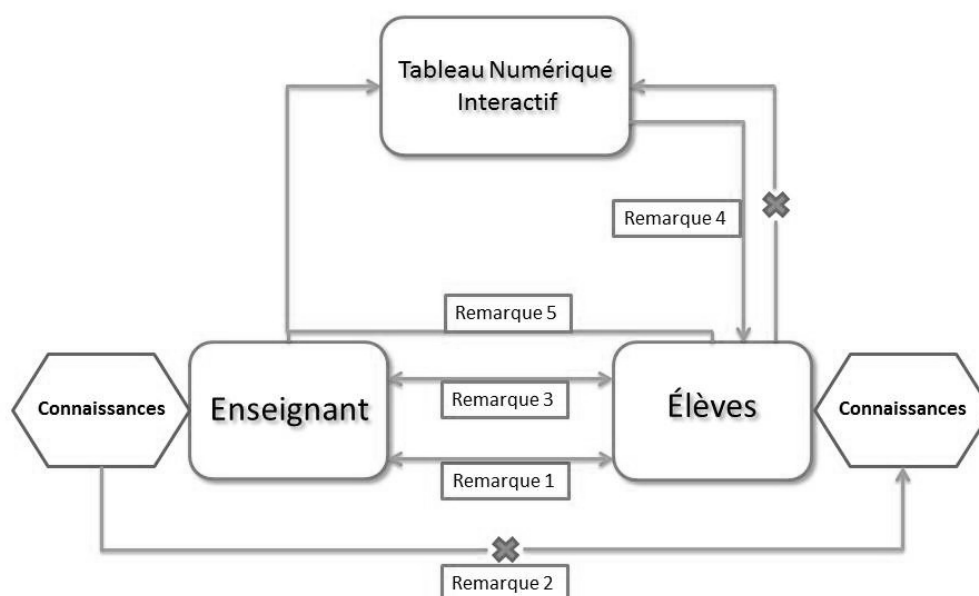 Tableau Numérique
Interactif
Remarque 4
Remarque 5
Connaissances
Enseignant
Remarque 3
Élèves
Connaissances
Remarque 1
Remarque 2